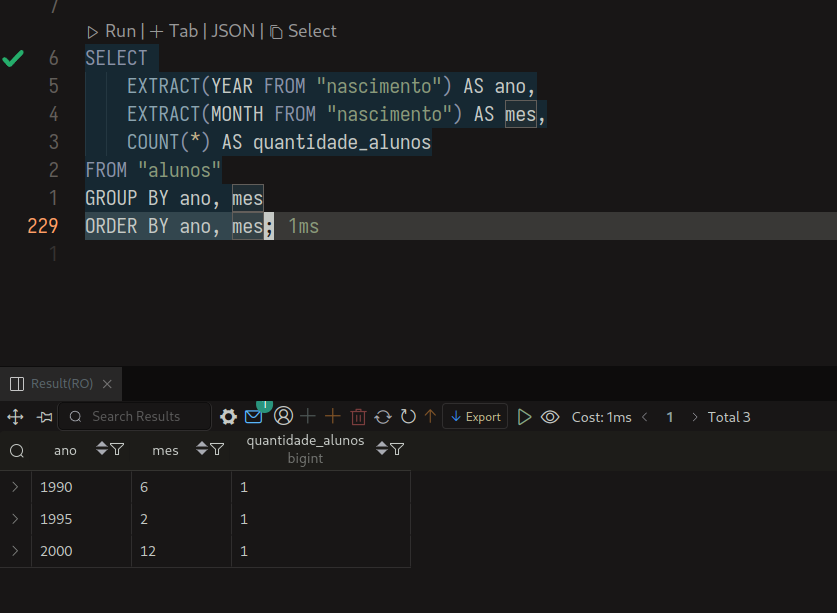 7
Run | + Tab | JSON | Select
6 SELECT
5 EXTRACT(YEAR FROM "nascimento") AS ano,
4 EXTRACT(MONTH FROM "nascimento") AS mes,
3 COUNT(*) AS quantidade_alunos
2 FROM "alunos"
1 GROUP BY ano, mes
229 ORDER BY ano, mes; 1ms
1
Result(RO)
Search Results 1 Export Cost: 1ms < 1 > Total 3
ano mes quantidade_alunos
bigint
1990 6 1
1995 2 1
2000 12 1